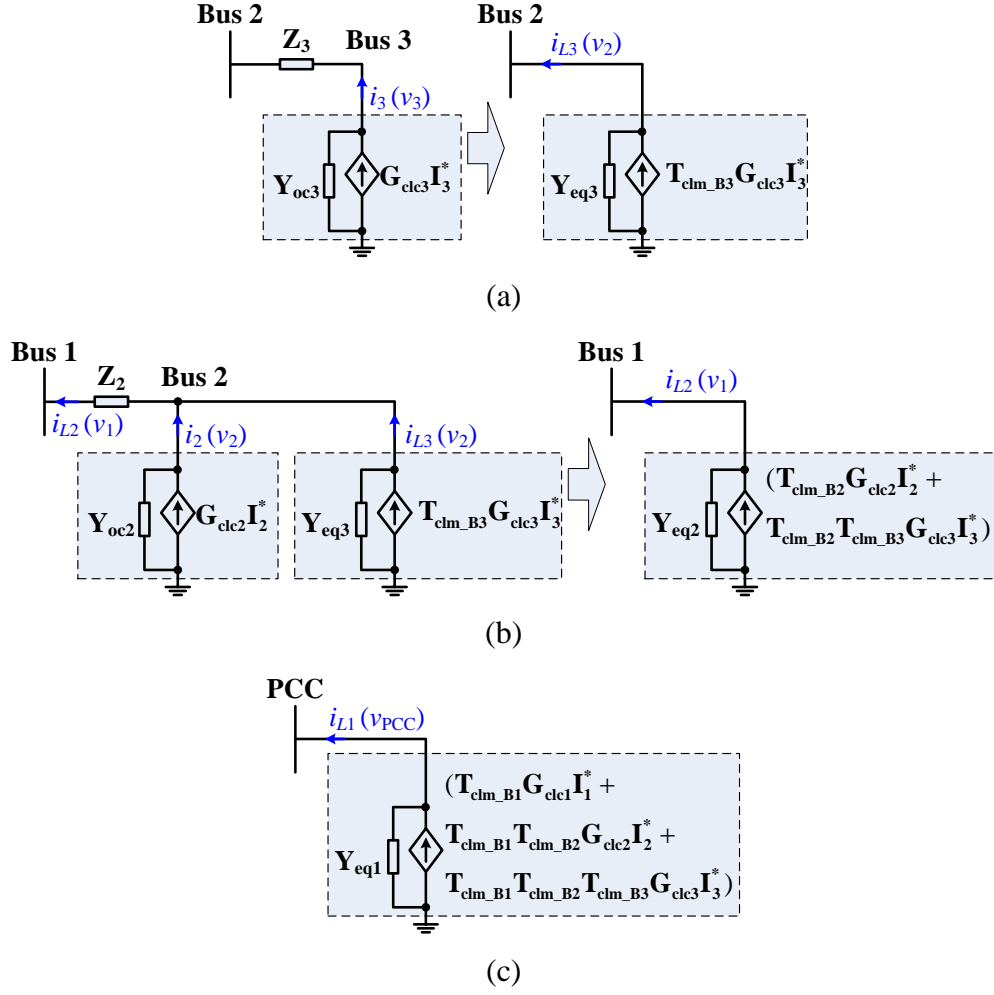 Bus 2
Z3
Bus 3
i3(v3)
Yoc3
Gclc3I3*
Bus 2
iL3(v2)
Yeq3
Tclm_B3Gclc3I3*
(a)
Bus 1
Z2
Bus 2
iL2(v1)
i2(v2)
iL3(v2)
Yoc2
Gclc2I2*
Yeq3
Tclm_B3Gclc3I3*
Bus 1
iL2(v1)
Yeq2
(Tclm_B2Gclc2I2* +
Tclm_B2Tclm_B3Gclc3I3*)
(b)
PCC
iL1(vPCC)
Yeq1
(Tclm_B1Gclc1I1* +
Tclm_B1Tclm_B2Gclc2I2* +
Tclm_B1Tclm_B2Tclm_B3Gclc3I3*)
(c)